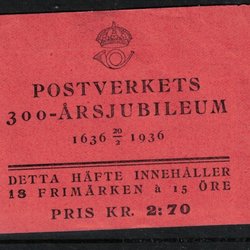 POSTVERKETS
300-ÅRSJUBILEUM
1636 20/2 1936
DETTA HÄFTE INNEHÅLLER
18 FRIMÄRKEN à 15 ÖRE
PRIS KR. 2:70